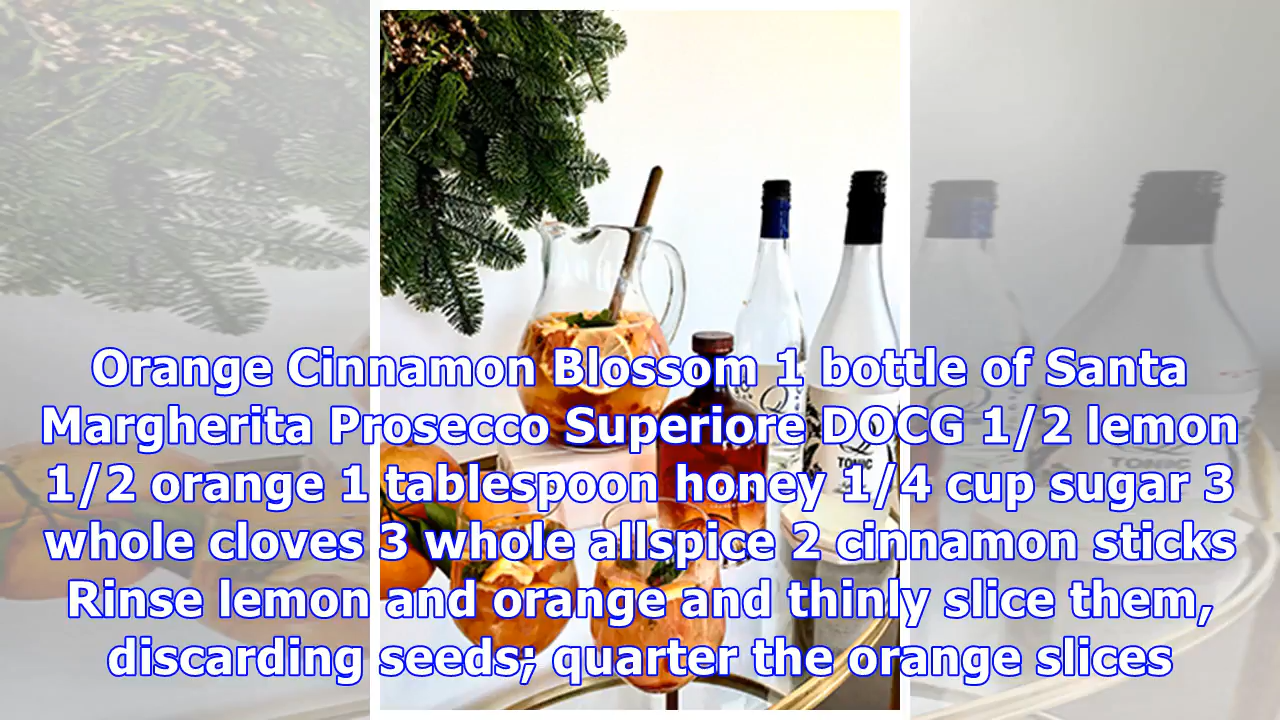 Orange Cinnamon Blossom 1 bottle of Santa
Margherita Prosecco Superiore DOCG 1/2 lemon
1/2 orange 1 tablespoon honey 1/4 cup sugar 3
whole cloves 3 whole allspice 2 cinnamon sticks
Rinse lemon and orange and thinly slice them,
discarding seeds; quarter the orange slices
Q
TONIC